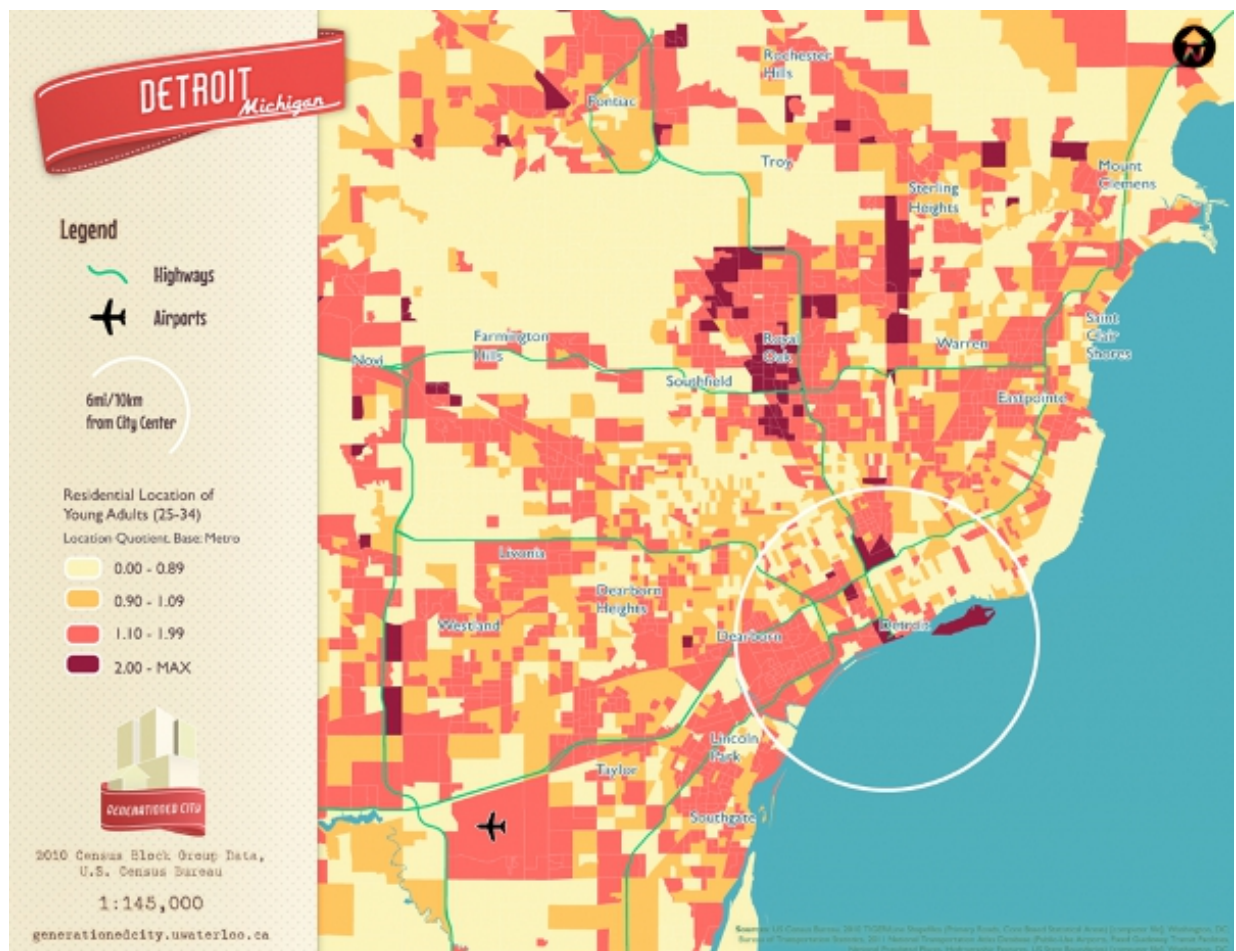 DETROIT
Michigan
Legend
Highways
Airports
6mi/10km
from City Center
Residential Location of
Young Adults (25-34)
Location Quotient. Base: Metro
0.00 - 0.89
0.90 - 1.09
1.10 - 1.99
2.00 - MAX
GENERATIONED CITY
2010 Census Block Group Data,
U.S. Census Bureau
1:145,000
generationedcity.uwaterloo.ca
N
Rochester
Hills
Pontiac
Troy
Mount
Clemens
Sterling
Heights
Saint
Clair
Shores
Farmington
Hills
Royal
Oak
Warren
Novi
Southfield
Eastpointe
Livonia
Dearborn
Heights
Westland
Dearborn
Detroit
Lincoln
Park
Taylor
Southgate